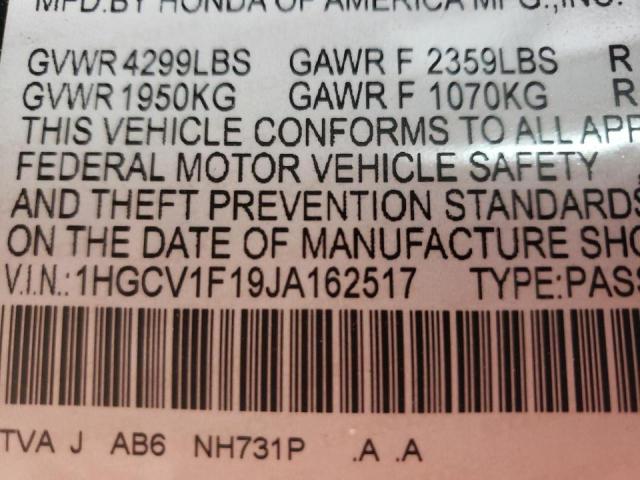 MFD.BY HONDA OF AMERICA MFG.,INC.
GVWR 4299LBS GAWR F 2359LBS R
GVWR 1950KG GAWR F 1070KG R
THIS VEHICLE CONFORMS TO ALL APP
FEDERAL MOTOR VEHICLE SAFETY
AND THEFT PREVENTION STANDARDS
ON THE DATE OF MANUFACTURE SHO
V.I.N.: 1HGCV1F19JA162517 TYPE:PASS
TVA J AB6 NH731P .A .A